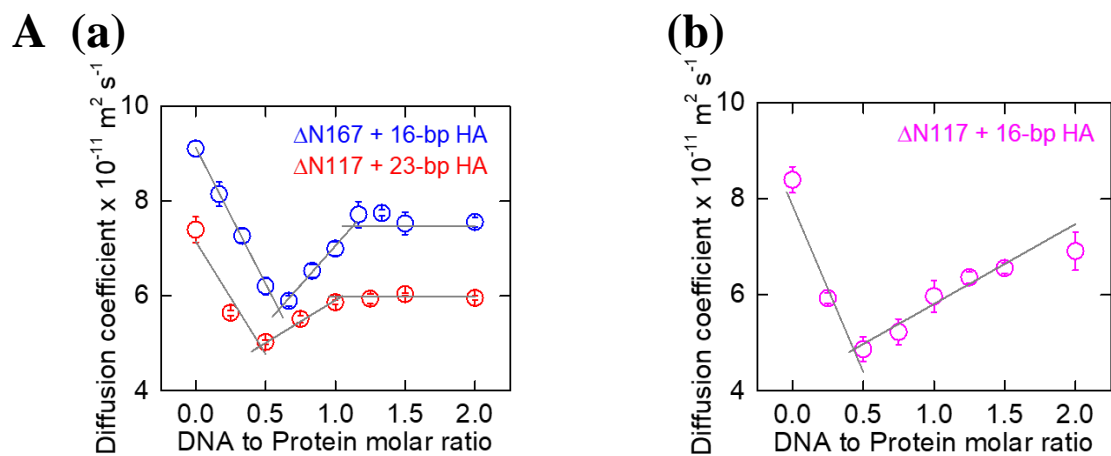 A (a)
Diffusion coefficient x 10⁻¹¹ m² s⁻¹
10
8
6
4
ΔN167 + 16-bp HA
ΔN117 + 23-bp HA
0.0 0.5 1.0 1.5 2.0
DNA to Protein molar ratio
(b)
Diffusion coefficient x 10⁻¹¹ m² s⁻¹
10
8
6
4
ΔN117 + 16-bp HA
0.0 0.5 1.0 1.5 2.0
DNA to Protein molar ratio